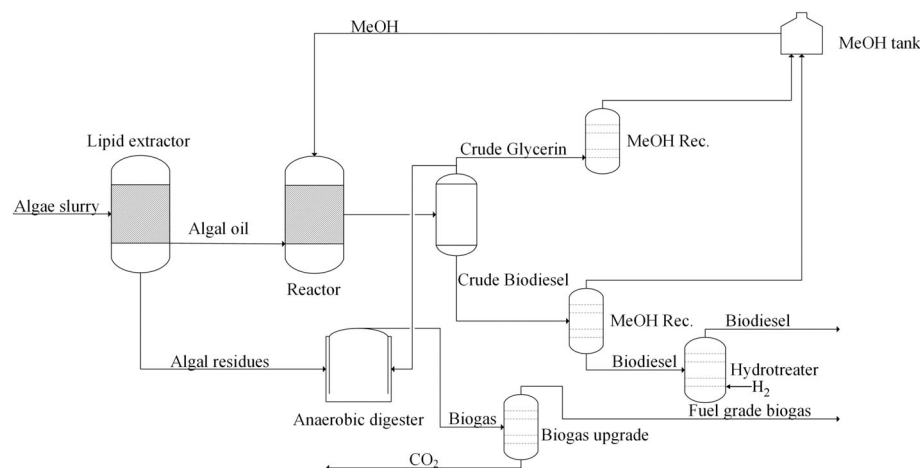 MeOH
MeOH tank
Lipid extractor
Crude Glycerin
MeOH Rec.
Algae slurry
Algal oil
Reactor
Crude Biodiesel
MeOH Rec.
Biodiesel
Algal residues
Biodiesel
Hydrotreater
H₂
Anaerobic digester
Biogas
Fuel grade biogas
Biogas upgrade
CO₂